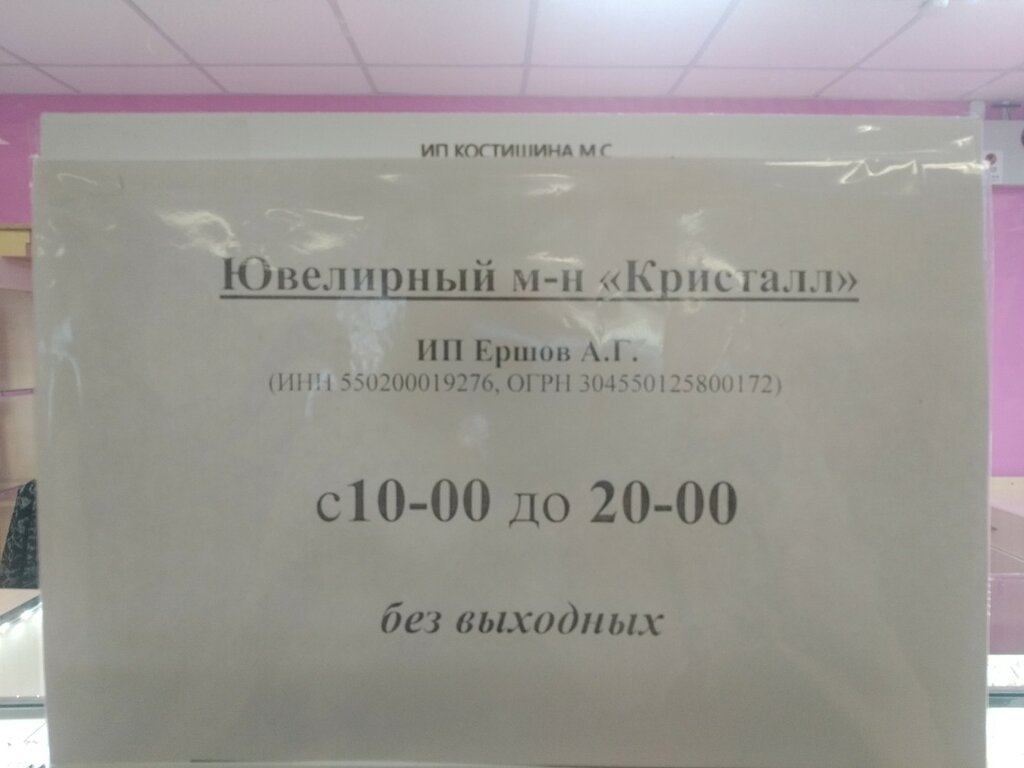 ИП КОСТИШИНА М С
Ювелирный м-н «Кристалл»
ИП Ершов А.Г.
(ИНН 550200019276, ОГРН 304550125800172)
с10-00 до 20-00
без выходных